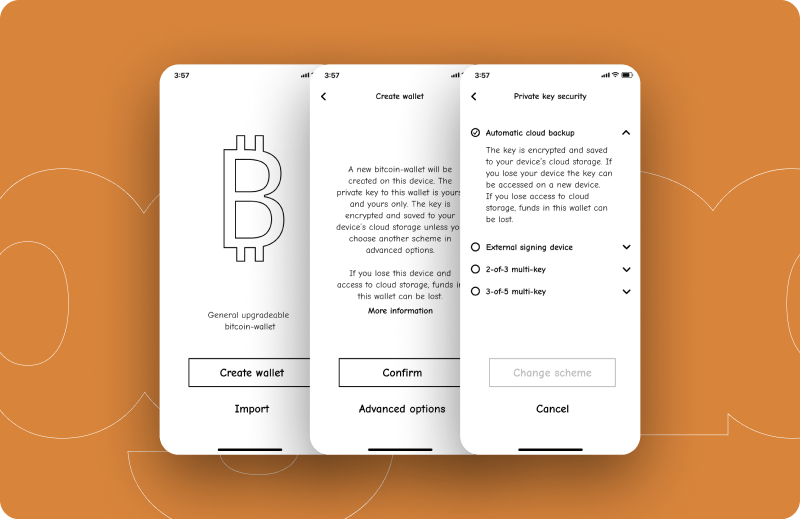 3:57
General upgradeable
bitcoin-wallet
Create wallet
Import
3:57
Create wallet
A new bitcoin-wallet will be
created on this device. The
private key to this wallet is yours
and yours only. The key is
encrypted and saved to your
device's cloud storage unless
choose another scheme in
advanced options.
If you lose this device and
access to cloud storage, funds
this wallet can be lost.
More information
Confirm
Advanced options
3:57
Private key security
Automatic cloud backup
The key is encrypted and saved
to your device's cloud storage. If
you lose your device the key can
be accessed on a new device.
If you lose access to cloud
storage, funds in this wallet can
be lost.
External signing device
2-of-3 multi-key
3-of-5 multi-key
Change scheme
Cancel